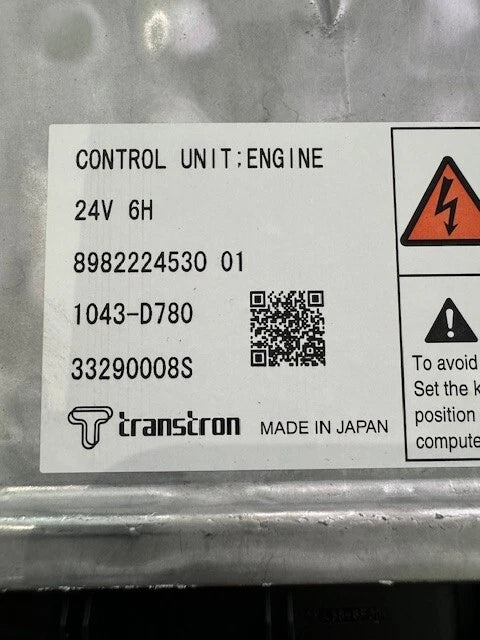 CONTROL UNIT;ENGINE
24V 6H
8982224530 01
1043-D780
33290008S
transtron MADE IN JAPAN
To avoid
Set the k
position
compute